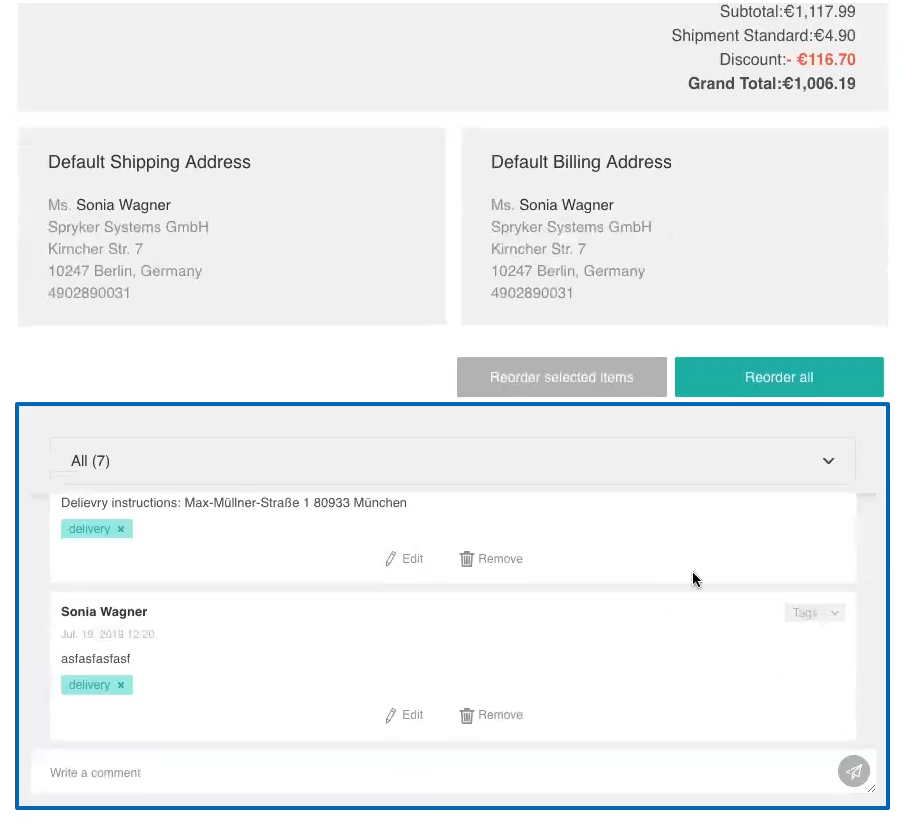 Subtotal:€1,117.99
Shipment Standard:€4.90
Discount:- €116.70
Grand Total:€1,006.19
Default Shipping Address
Ms. Sonia Wagner
Spryker Systems GmbH
Kirncher Str. 7
10247 Berlin, Germany
4902890031
Default Billing Address
Ms. Sonia Wagner
Spryker Systems GmbH
Kirncher Str. 7
10247 Berlin, Germany
4902890031
Reorder selected items
Reorder all
All (7)
Delievry instructions: Max-Müllner-Straße 1 80933 München
delivery ×
Edit Remove
Sonia Wagner
Tags
Jul. 19, 2019 12:20
asfasfasfasf
delivery ×
Edit Remove
Write a comment